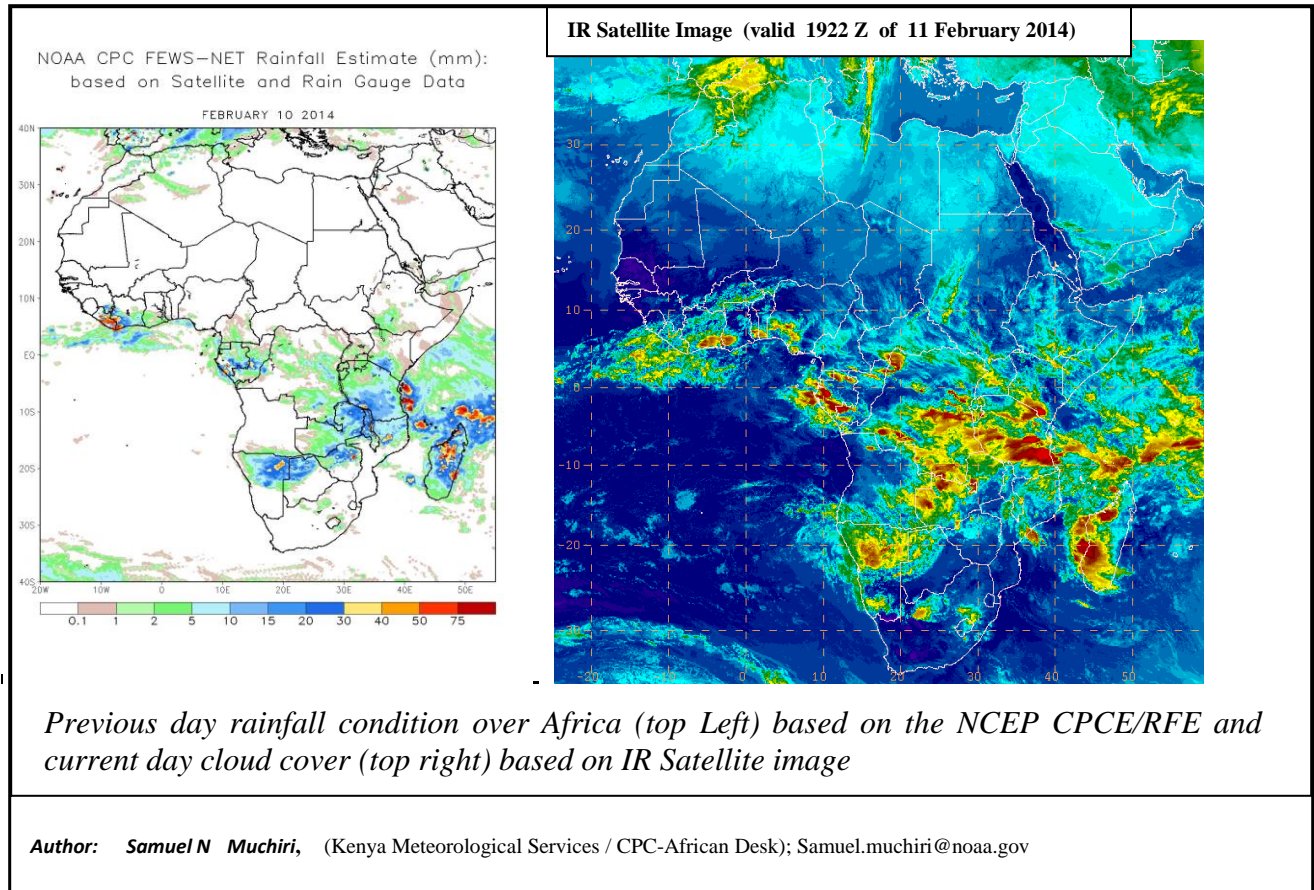 NOAA CPC FEWS-NET Rainfall Estimate (mm):
based on Satellite and Rain Gauge Data
FEBRUARY 10 2014
40N
30N
20N
10N
EQ
10S
20S
30S
40S
20W 10W 0 10E 20E 30E 40E 50E
0.1 1 2 5 10 15 20 30 40 50 75
IR Satellite Image (valid 1922 Z of 11 February 2014)
30
20
10
0
-10
-20
-30
-20 -10 0 10 20 30 40 50
Previous day rainfall condition over Africa (top Left) based on the NCEP CPCE/RFE and
current day cloud cover (top right) based on IR Satellite image
Author: Samuel N Muchiri, (Kenya Meteorological Services / CPC-African Desk); Samuel.muchiri@noaa.gov